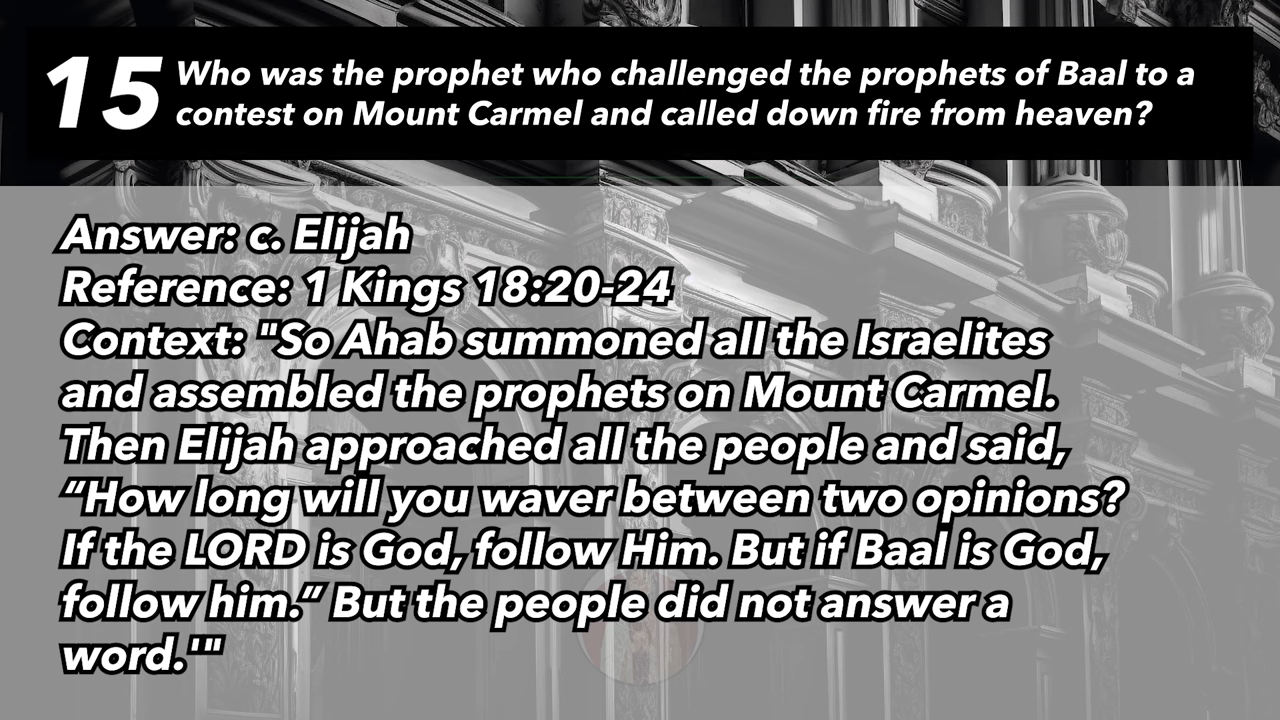 15
Who was the prophet who challenged the prophets of Baal to a
contest on Mount Carmel and called down fire from heaven?
Answer: c. Elijah
Reference: 1 Kings 18:20-24
Context: "So Ahab summoned all the Israelites
and assembled the prophets on Mount Carmel.
Then Elijah approached all the people and said,
“How long will you waver between two opinions?
If the LORD is God, follow Him. But if Baal is God,
follow him.” But the people did not answer a
word.'"